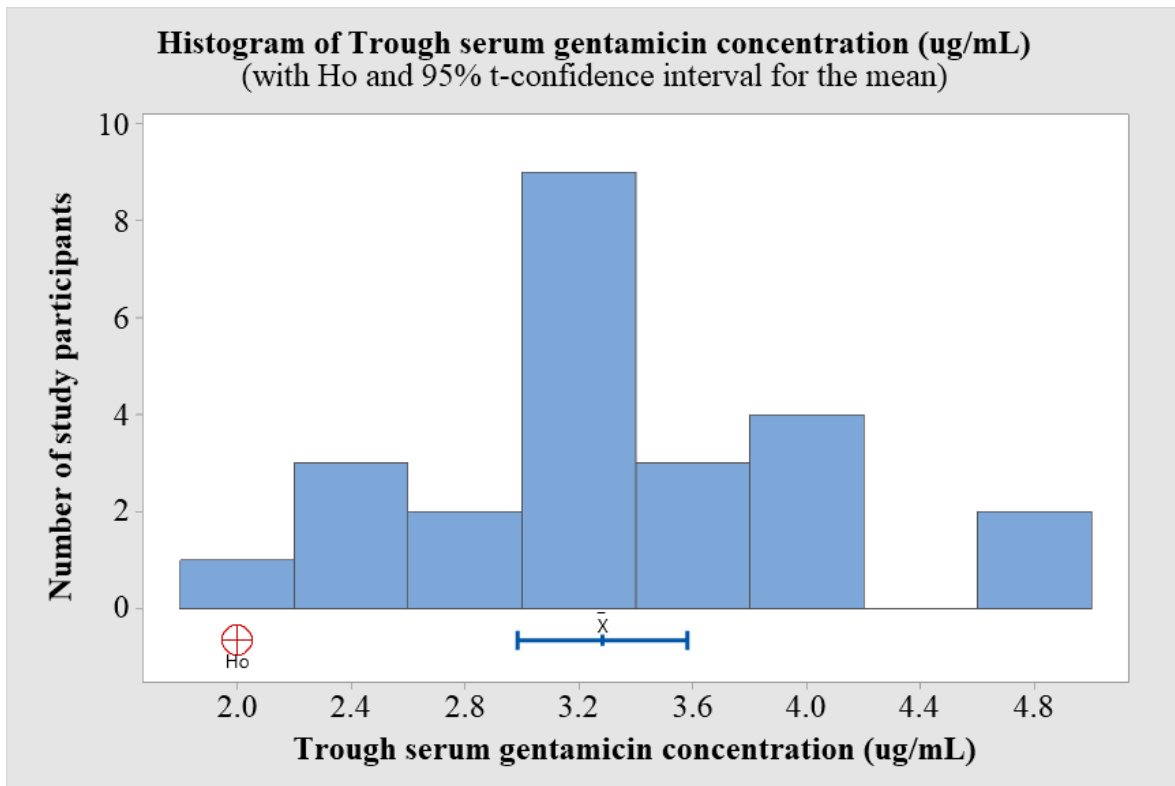 Histogram of Trough serum gentamicin concentration (ug/mL)
(with Ho and 95% t-confidence interval for the mean)
Number of study participants
10
8
6
4
2
0
X̄
Ho
2.0 2.4 2.8 3.2 3.6 4.0 4.4 4.8
Trough serum gentamicin concentration (ug/mL)